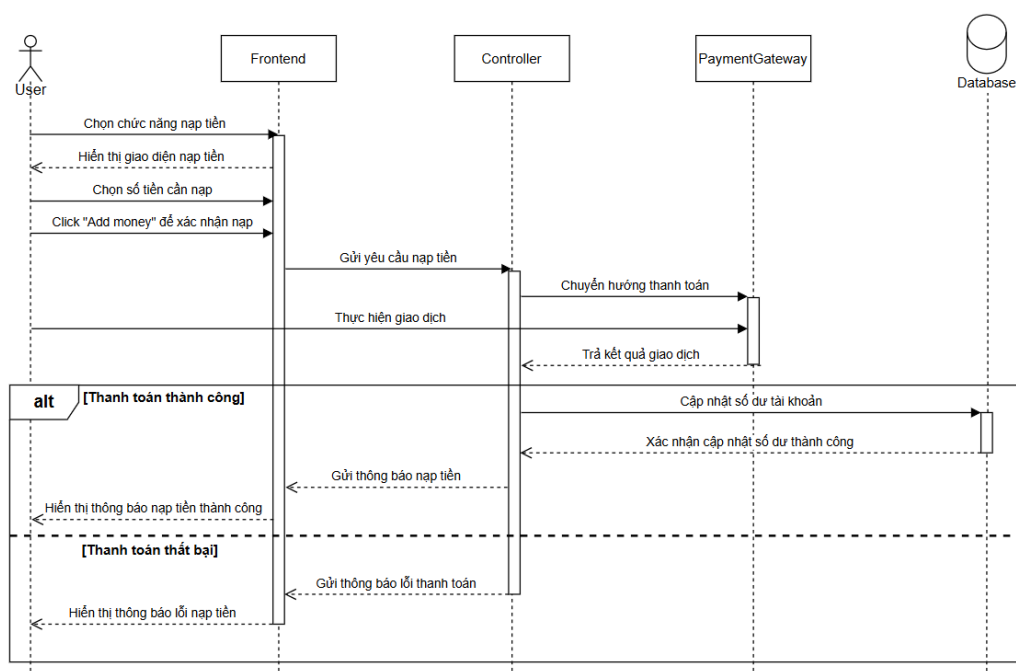 User
Frontend
Controller
PaymentGateway
Database
Chọn chức năng nạp tiền
Hiển thị giao diện nạp tiền
Chọn số tiền cần nạp
Click "Add money" để xác nhận nạp
Gửi yêu cầu nạp tiền
Chuyển hướng thanh toán
Thực hiện giao dịch
Trả kết quả giao dịch
alt
[Thanh toán thành công]
Cập nhật số dư tài khoản
Xác nhận cập nhật số dư thành công
Gửi thông báo nạp tiền
Hiển thị thông báo nạp tiền thành công
[Thanh toán thất bại]
Gửi thông báo lỗi thanh toán
Hiển thị thông báo lỗi nạp tiền